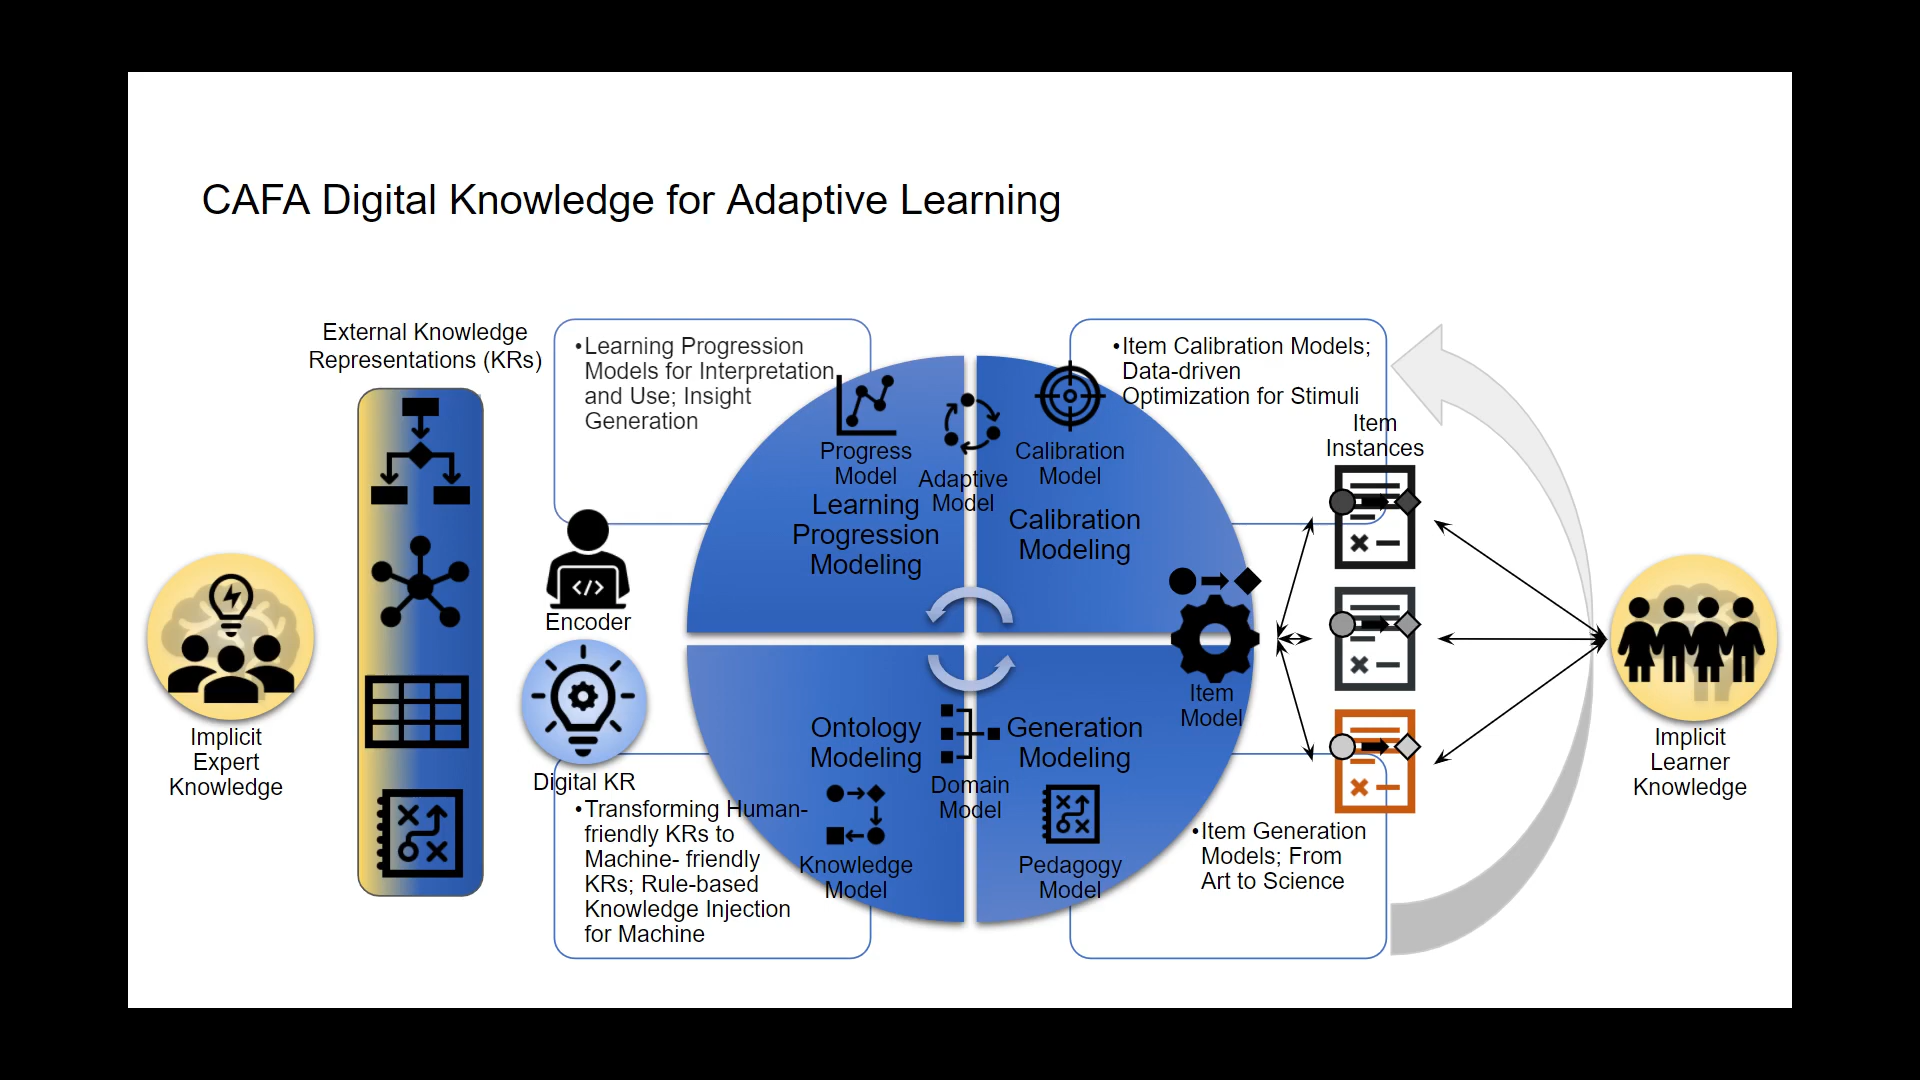 CAFA Digital Knowledge for Adaptive Learning
External Knowledge
Representations (KRs)
Implicit
Expert
Knowledge
•Learning Progression
Models for Interpretation
and Use; Insight
Generation
Encoder
</>
Digital KR
•Transforming Human-
friendly KRs to
Machine- friendly
KRs; Rule-based
Knowledge Injection
for Machine
Progress
Model
Adaptive
Model
Calibration
Model
Learning
Progression
Modeling
Calibration
Modeling
Ontology
Modeling
Generation
Modeling
Domain
Model
Knowledge
Model
Pedagogy
Model
Item
Model
•Item Calibration Models;
Data-driven
Optimization for Stimuli
Item
Instances
•Item Generation
Models; From
Art to Science
Implicit
Learner
Knowledge